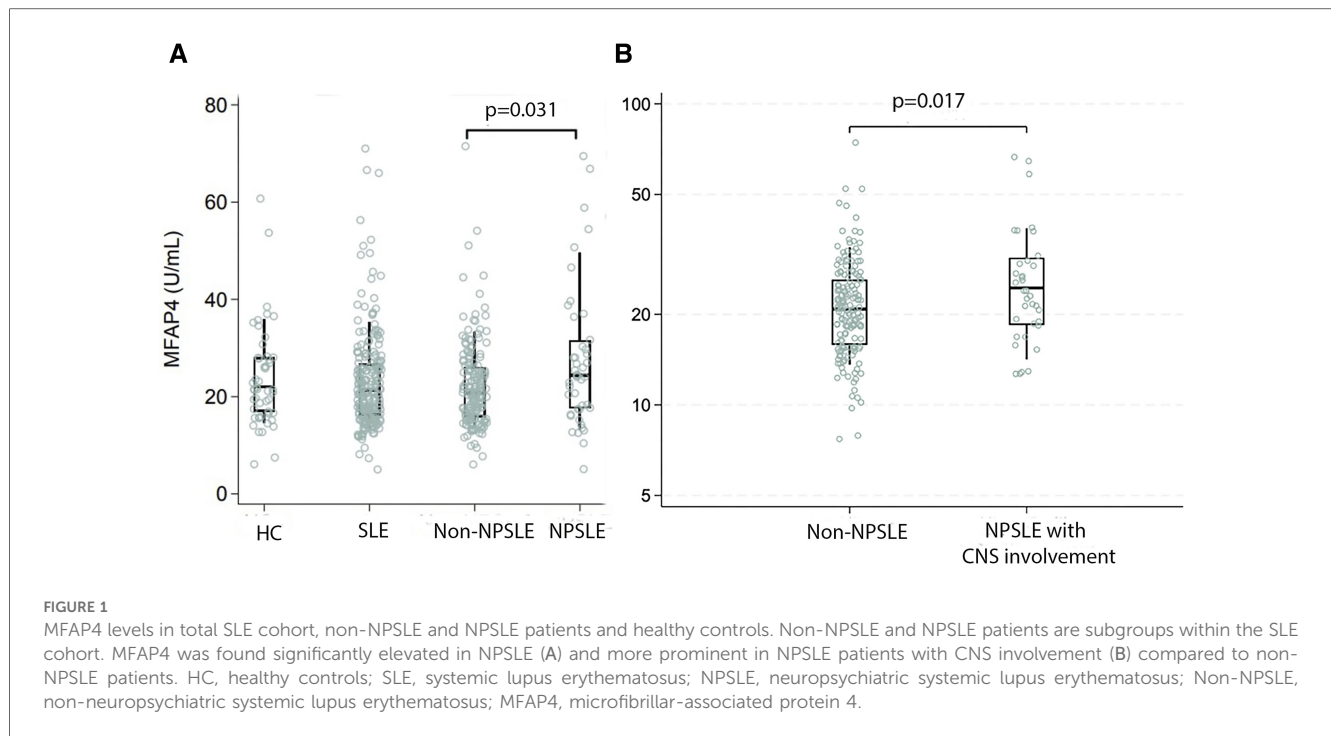 A
B
80
60
40
20
0
MFAP4 (U/mL)
p=0.031
HC
SLE
Non-NPSLE
NPSLE
100
50
20
10
5
p=0.017
Non-NPSLE
NPSLE with
CNS involvement
FIGURE 1
MFAP4 levels in total SLE cohort, non-NPSLE and NPSLE patients and healthy controls. Non-NPSLE and NPSLE patients are subgroups within the SLE
cohort. MFAP4 was found significantly elevated in NPSLE (A) and more prominent in NPSLE patients with CNS involvement (B) compared to non-
NPSLE patients. HC, healthy controls; SLE, systemic lupus erythematosus; NPSLE, neuropsychiatric systemic lupus erythematosus; Non-NPSLE,
non-neuropsychiatric systemic lupus erythematosus; MFAP4, microfibrillar-associated protein 4.